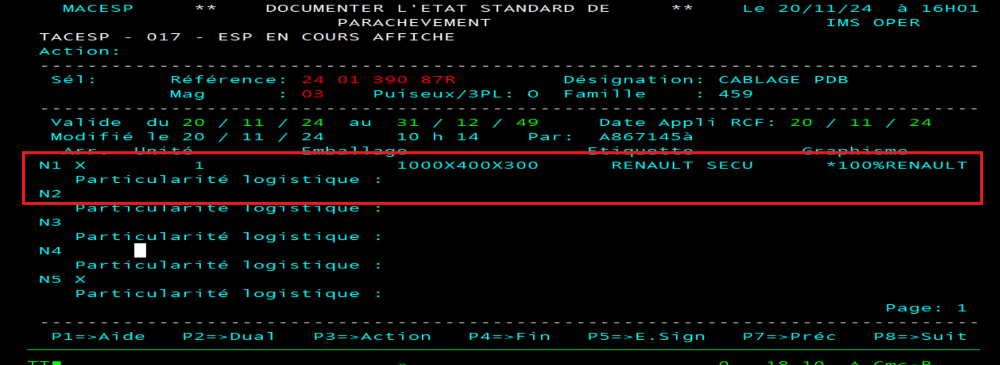 MACESP ** DOCUMENTER L'ETAT STANDARD DE ** Le 20/11/24 à 16H01
PARACHEVEMENT IMS OPER
TACESP - 017 - ESP EN COURS AFFICHE
Action:
Sél: Référence: 24 01 390 87R Désignation: CABLAGE PDB
Mag : 03 Puiseux/3PL: O Famille : 459
Valide du 20 / 11 / 24 au 31 / 12 / 49 Date Appli RCF: 20 / 11 / 24
Modifié le 20 / 11 / 24 10 h 14 Par: A867145à
Arr. Unité Emballage Etiquette Graphisme
N1 X 1 1000X400X300 RENAULT SECU *100%RENAULT
Particularité logistique :
N2
Particularité logistique :
N3
Particularité logistique :
N4
Particularité logistique :
N5 X
Particularité logistique :
Page: 1
P1=>Aide P2=>Dual P3=>Action P4=>Fin P5=>E.Sign P7=>Préc P8=>Suit